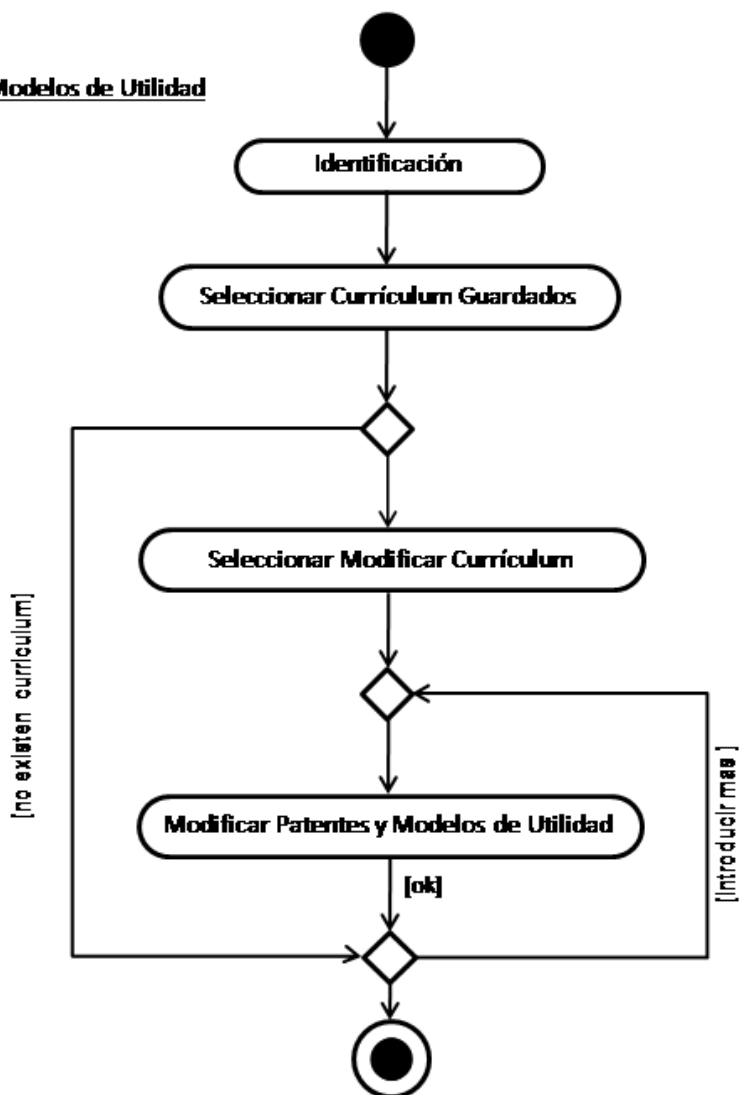 Modelos de Utilidad
Identificación
Seleccionar Currículum Guardados
Seleccionar Modificar Currículum
[no existen curriculum]
[Introducir mas ]
Modificar Patentes y Modelos de Utilidad
[ok]